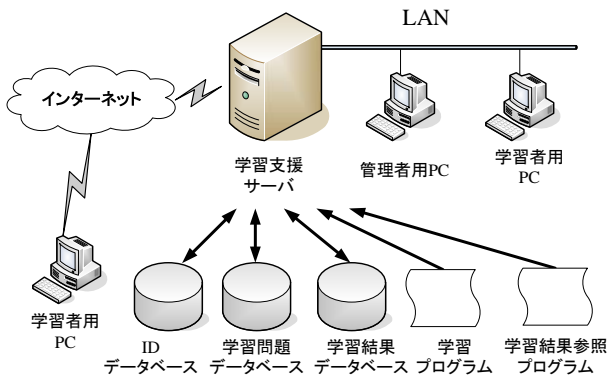 LAN
インターネット
学習支援
サーバ
管理者用PC
学習者用
PC
学習者用
PC
ID
データベース
学習問題
データベース
学習結果
データベース
学習
プログラム
学習結果参照
プログラム